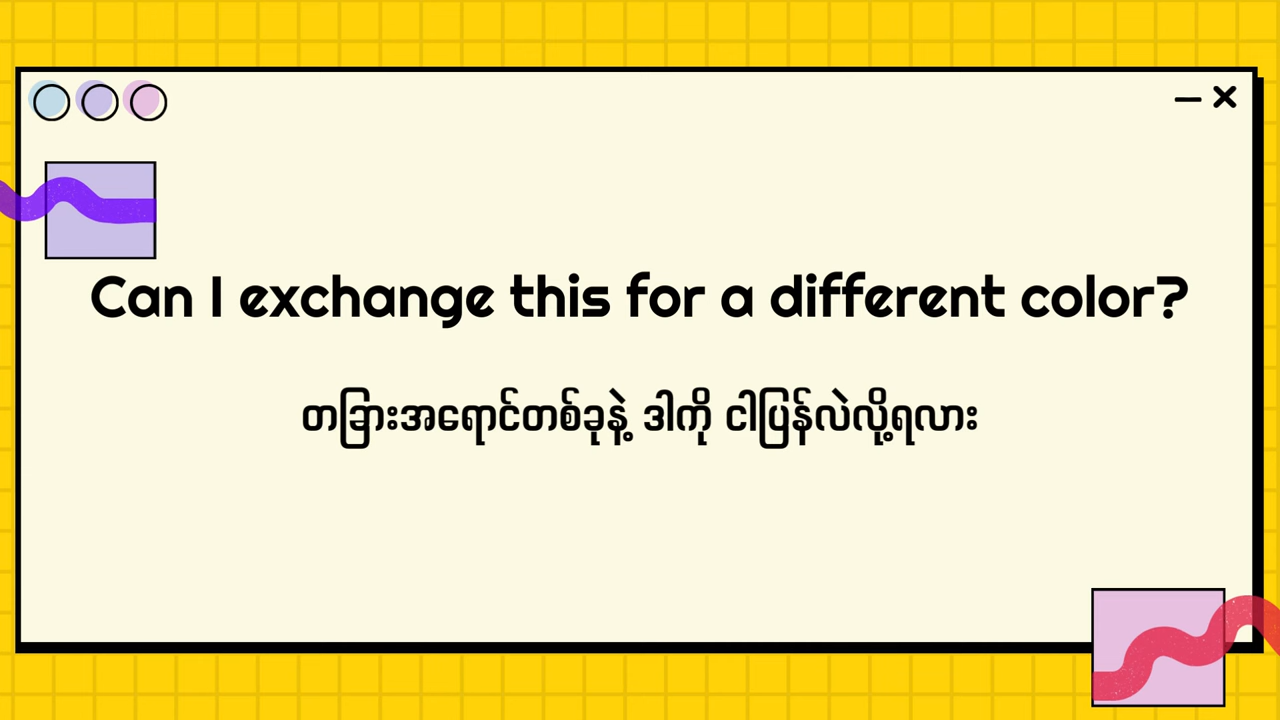 Can I exchange this for a different color?
တခြားအရောင်တစ်ခုနဲ့ ဒါကို ငါပြန်လဲလို့ရလား